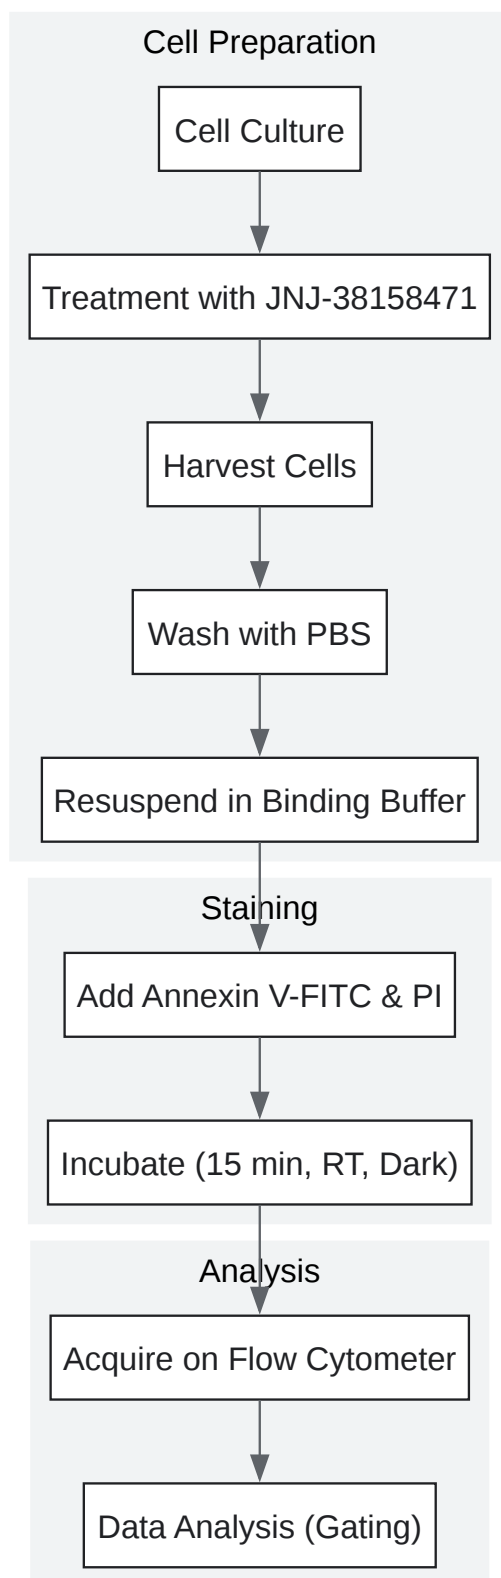 Cell Preparation
Cell Culture
Treatment with JNJ-38158471
Harvest Cells
Wash with PBS
Resuspend in Binding Buffer
Staining
Add Annexin V-FITC & PI
Incubate (15 min, RT, Dark)
Analysis
Acquire on Flow Cytometer
Data Analysis (Gating)